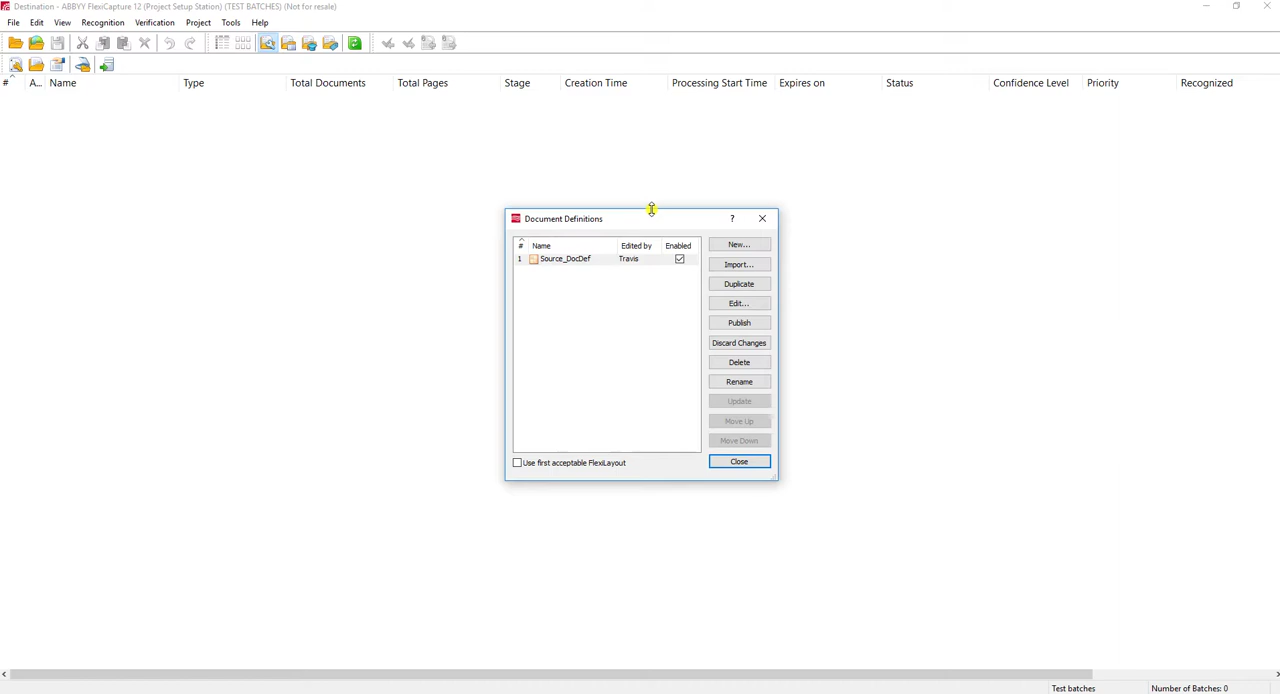 Destination - ABBYY FlexiCapture 12 (Project Setup Station) (TEST BATCHES) (Not for resale)
File Edit View Recognition Verification Project Tools Help
# A... Name Type Total Documents Total Pages Stage Creation Time Processing Start Time Expires on Status Confidence Level Priority Recognized
Document Definitions ?
# Name Edited by Enabled
1 Source_DocDef Travis
New...
Import...
Duplicate
Edit...
Publish
Discard Changes
Delete
Rename
Update
Move Up
Move Down
Use first acceptable FlexiLayout
Close
Test batches Number of Batches: 0